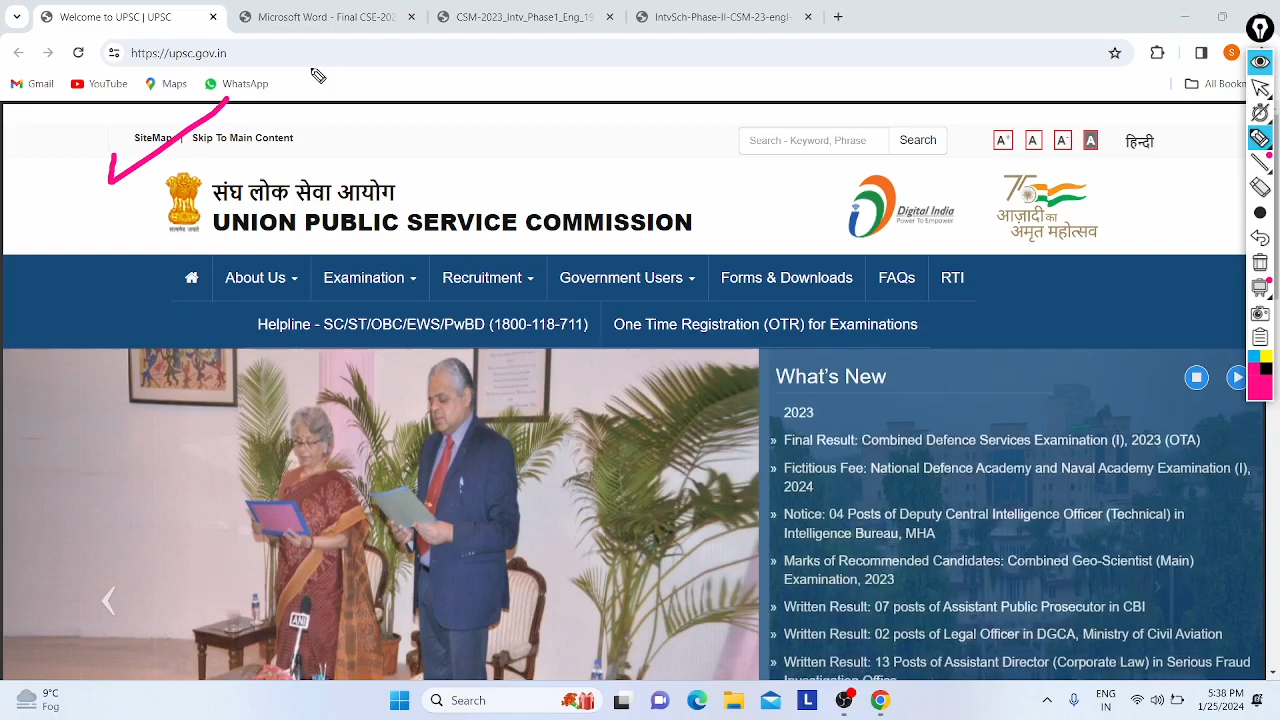 UPSC
Microsoft Word - Final CSE-202
CSM-2023_Intv_Phase1_Eng_19
IntvSch-Phase-II-CSM-23-engl-
https://upsc.gov.in
S
Gmail
YouTube
Maps
WhatsApp
All Bookm
SiteMap
Skip To Main Content
Search - Keyword, Phrase
Search
A+
A
A-
A
हिन्दी
संघ लोक सेवा आयोग
UNION PUBLIC SERVICE COMMISSION
सत्यमेव जयते
Digital India
Power To Empower
75
आज़ादी का
अमृत महोत्सव
About Us
Examination
Recruitment
Government Users
Forms & Downloads
FAQs
RTI
Helpline - SC/ST/OBC/EWS/PwBD (1800-118-711)
One Time Registration (OTR) for Examinations
What's New
2023
» Final Result: Combined Defence Services Examination (I), 2023 (OTA)
» Fictitious Fee: National Defence Academy and Naval Academy Examination (I),
2024
» Notice: 04 Posts of Deputy Central Intelligence Officer (Technical) in
Intelligence Bureau, MHA
» Marks of Recommended Candidates: Combined Geo-Scientist (Main)
Examination, 2023
» Written Result: 07 posts of Assistant Public Prosecutor in CBI
» Written Result: 02 posts of Legal Officer in DGCA, Ministry of Civil Aviation
» Written Result: 13 Posts of Assistant Director (Corporate Law) in Serious Fraud
Investigation Office
ANI
9°C
Fog
Search
L
ENG
IN
5:38 PM
1/25/2024